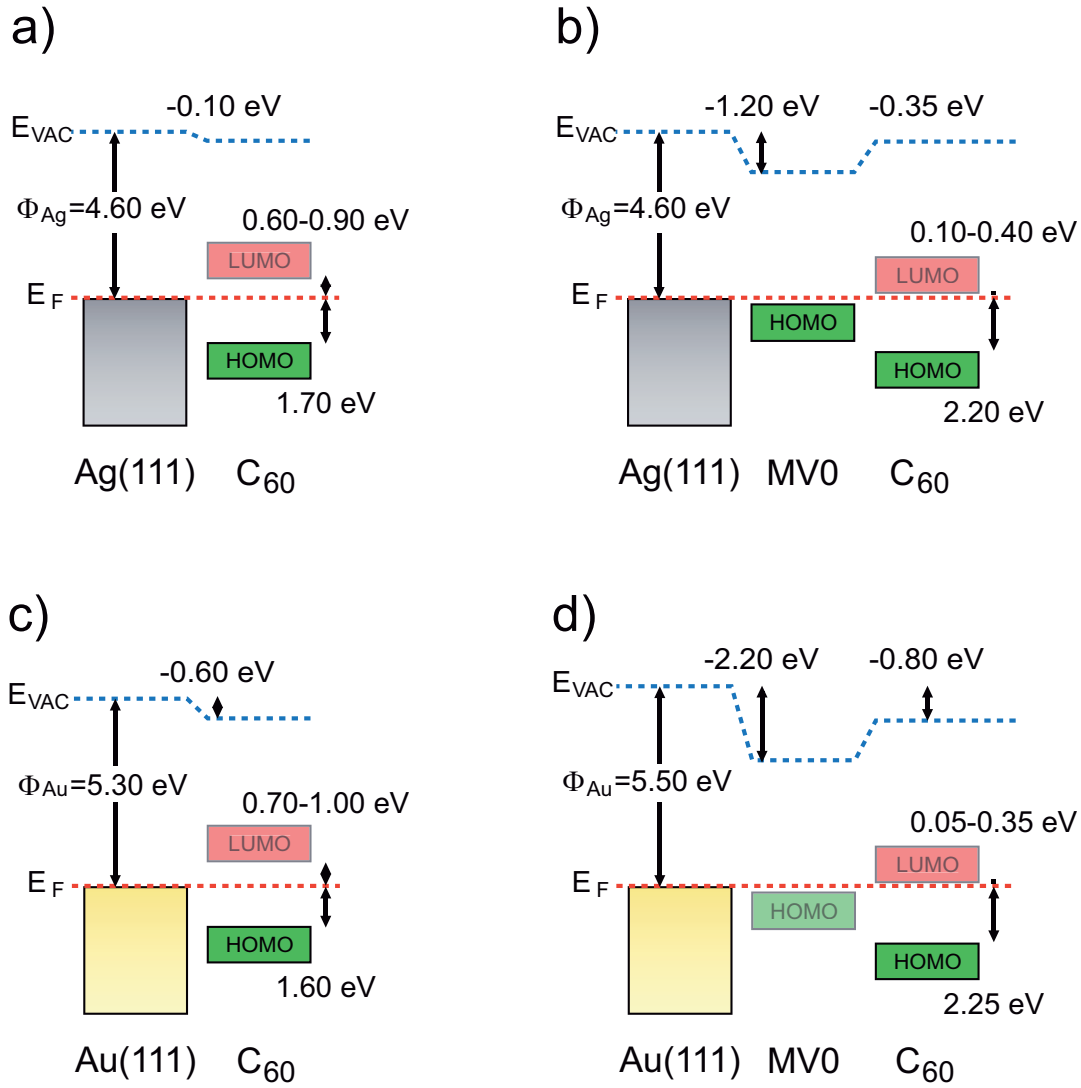 a)
-0.10 eV
E_VAC
Φ_Ag=4.60 eV
0.60-0.90 eV
LUMO
E_F
HOMO
1.70 eV
Ag(111) C_60
b)
-1.20 eV -0.35 eV
E_VAC
Φ_Ag=4.60 eV
0.10-0.40 eV
LUMO
E_F
HOMO
HOMO
2.20 eV
Ag(111) MV0 C_60
c)
-0.60 eV
E_VAC
Φ_Au=5.30 eV
0.70-1.00 eV
LUMO
E_F
HOMO
1.60 eV
Au(111) C_60
d)
-2.20 eV -0.80 eV
E_VAC
Φ_Au=5.50 eV
0.05-0.35 eV
LUMO
E_F
HOMO
HOMO
2.25 eV
Au(111) MV0 C_60